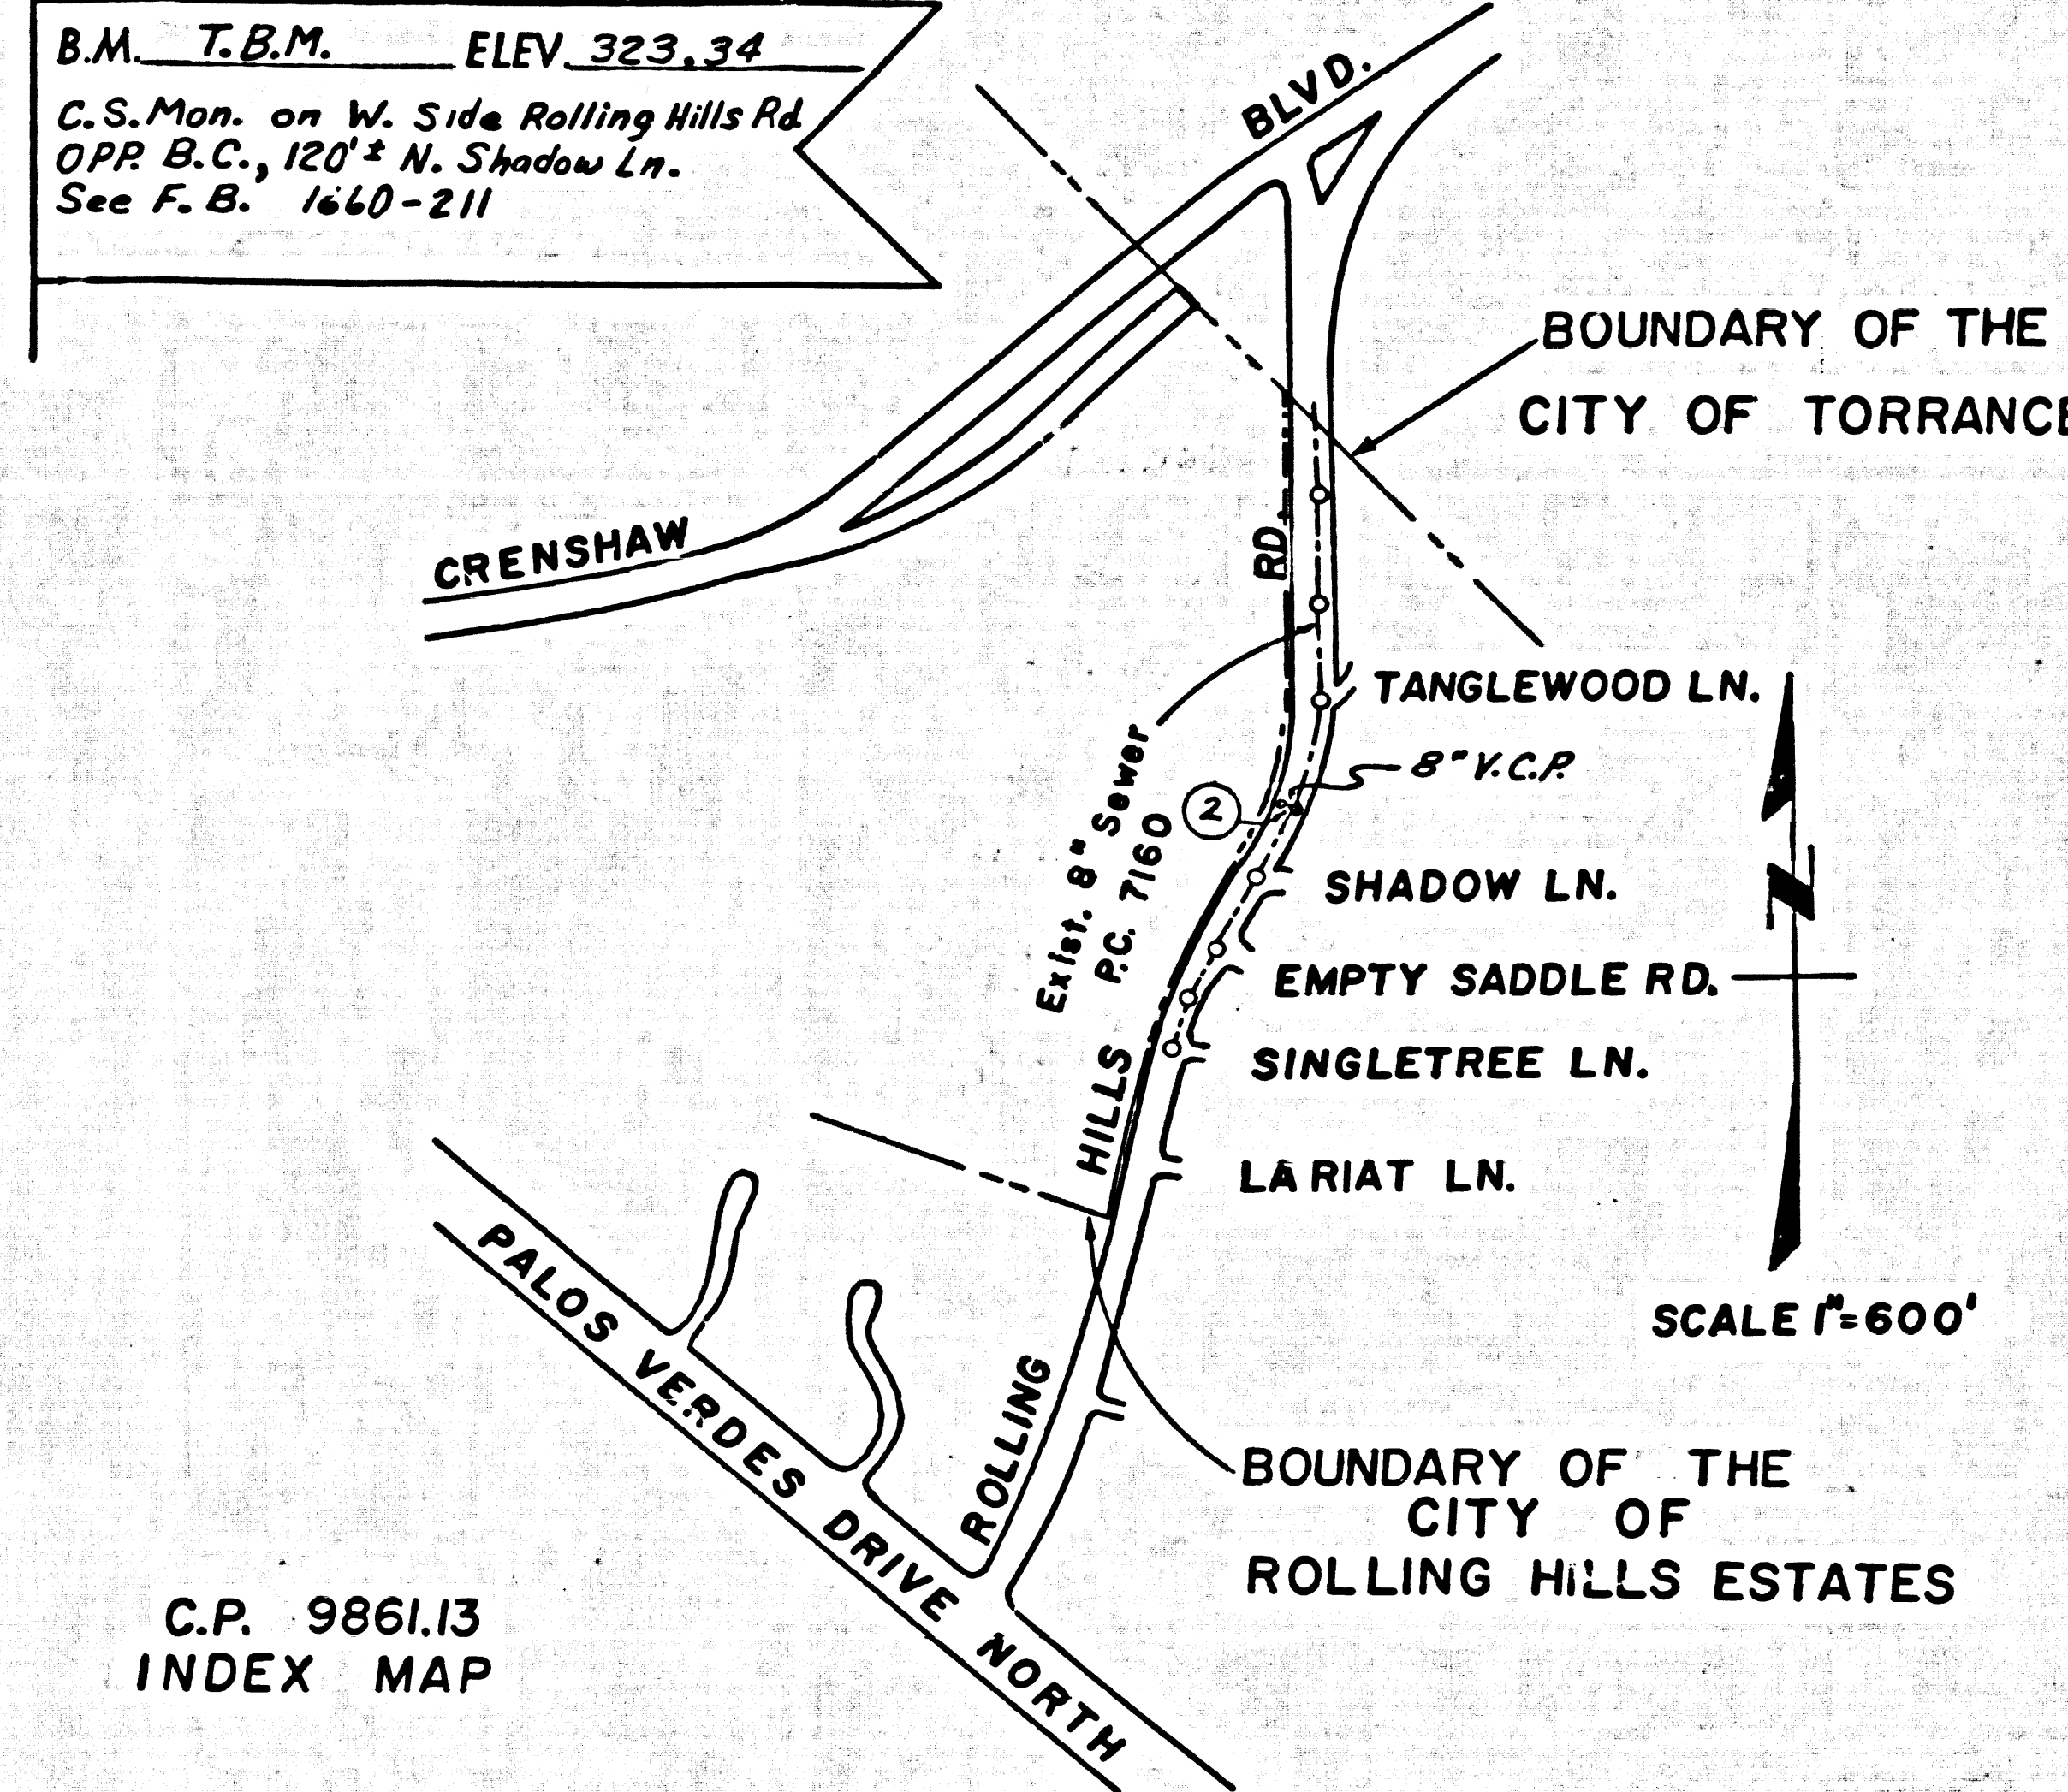 B.M. T.B.M. ELEV. 323.34
C.S. Mon. on W. Side Rolling Hills Rd
OPP. B.C., 120'± N. Shadow Ln.
See F.B. 1660-211
BLVD.
BOUNDARY OF THE
CITY OF TORRANCE
CRENSHAW
RD.
TANGLEWOOD LN.
8" V.C.P.
Exist. 8" Sewer
P.C. 7160
2
SHADOW LN.
N
EMPTY SADDLE RD.
SINGLETREE LN.
HILLS
LARIAT LN.
SCALE 1"=600'
PALOS VERDES DRIVE NORTH
ROLLING
BOUNDARY OF THE
CITY OF
ROLLING HILLS ESTATES
C.P. 9861.13
INDEX MAP